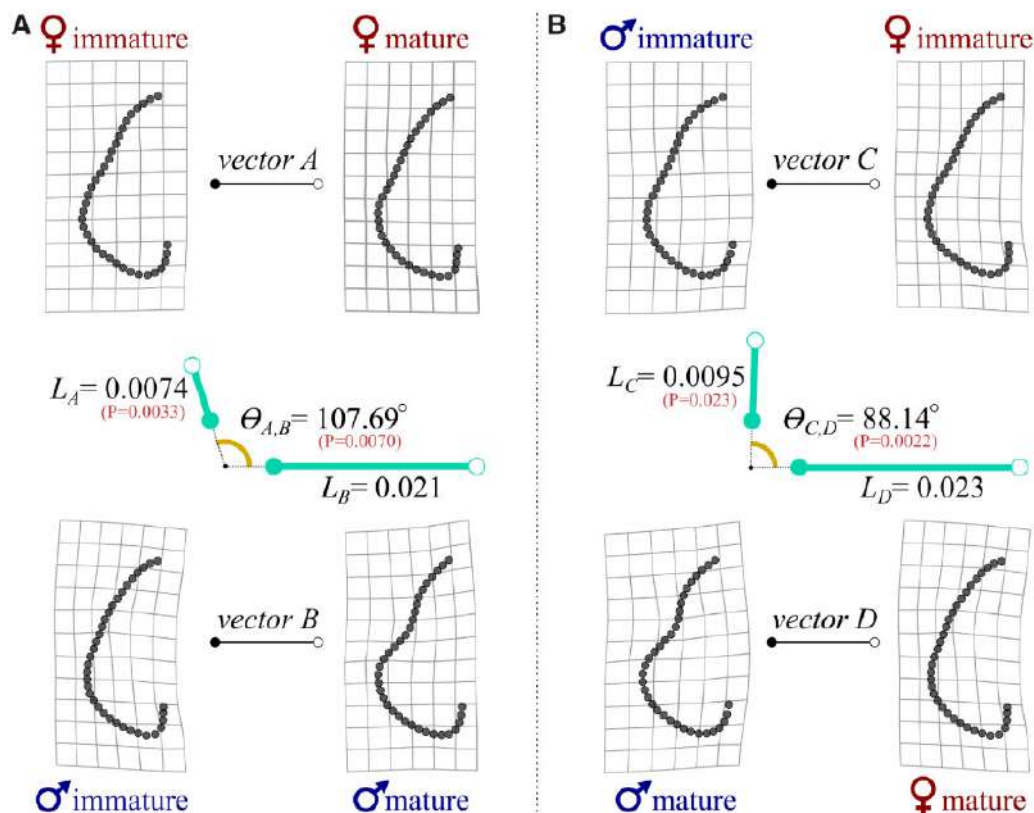 A
♀ immature
♀ mature
vector A
L_A= 0.0074
(P=0.0033)
Θ_A,B= 107.69°
(P=0.0070)
L_B= 0.021
vector B
♂ immature
♂ mature
B
♂ immature
♀ immature
vector C
L_C= 0.0095
(P=0.023)
Θ_C,D= 88.14°
(P=0.0022)
L_D= 0.023
vector D
♂ mature
♀ mature